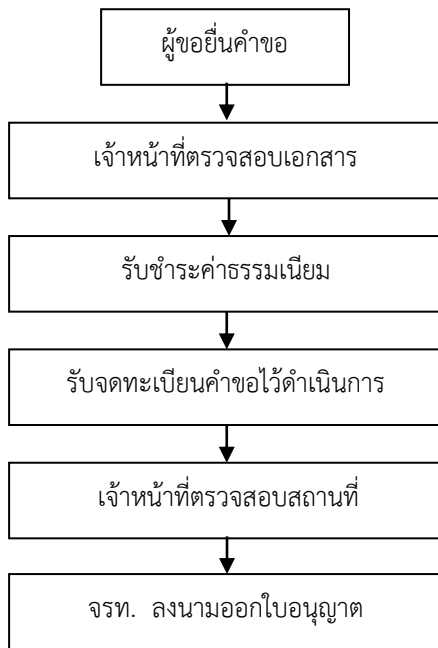 ผู้ขอยื่นคำขอ
เจ้าหน้าที่ตรวจสอบเอกสาร
รับชำระค่าธรรมเนียม
รับจดทะเบียนคำขอไว้ดำเนินการ
เจ้าหน้าที่ตรวจสอบสถานที่
จรท. ลงนามออกใบอนุญาต